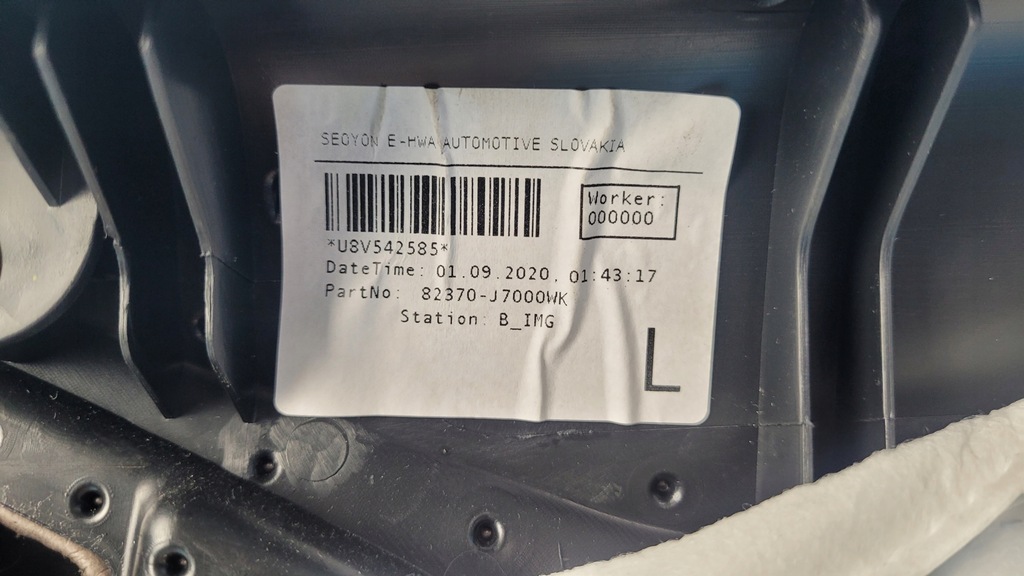 SEOYON E-HWA AUTOMOTIVE SLOVAKIA
Worker:
000000
*U8V542585*
DateTime: 01.09.2020, 01:43:17
PartNo: 82370-J7000WK
Station: B_IMG
L